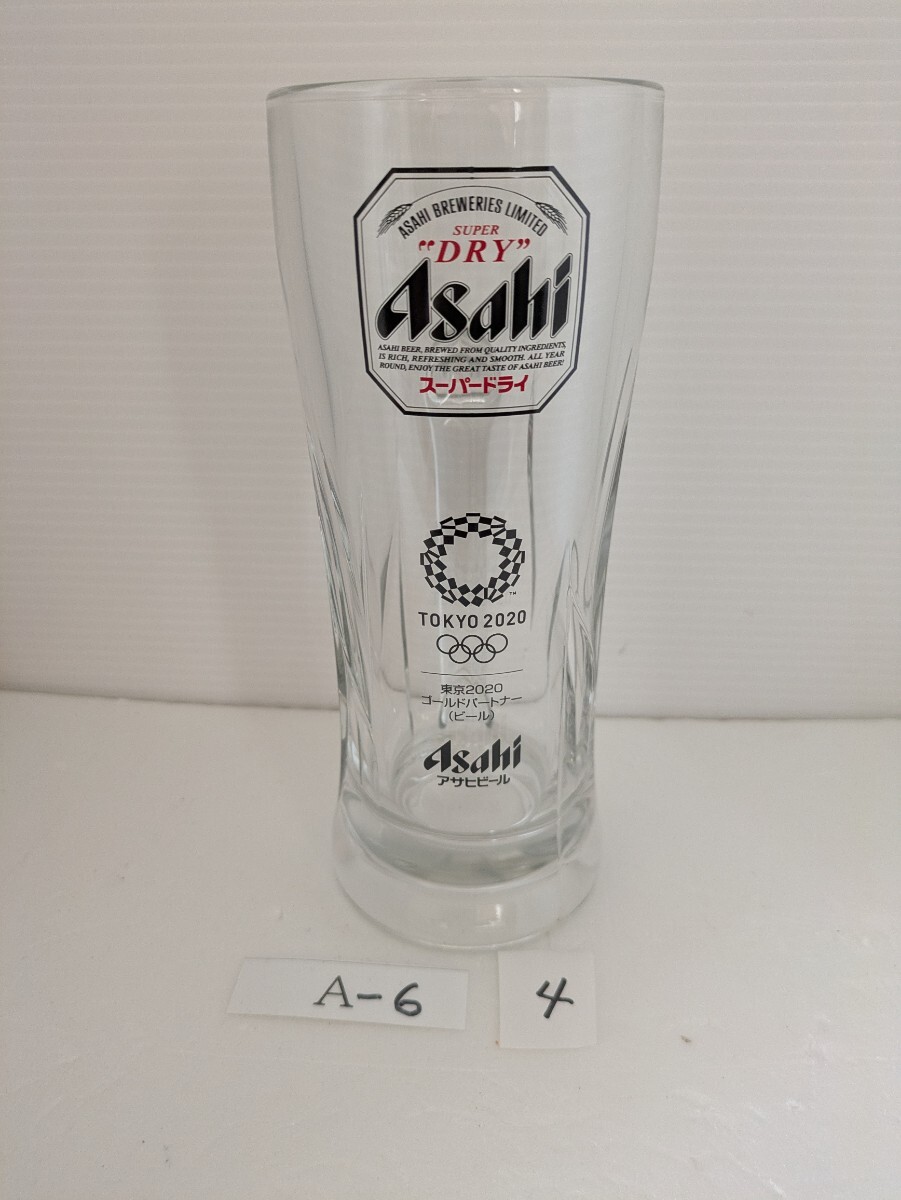 ASAHI BREWERIES LIMITED
SUPER
“DRY”
Asahi
ASAHI BEER, BREWED FROM QUALITY INGREDIENTS,
IS RICH, REFRESHING AND SMOOTH. ALL YEAR
ROUND, ENJOY THE GREAT TASTE OF ASAHI BEER!
スーパードライ
TM
TOKYO 2020
東京2020
ゴールドパートナー
(ビール)
Asahi
アサヒビール
A-6 4